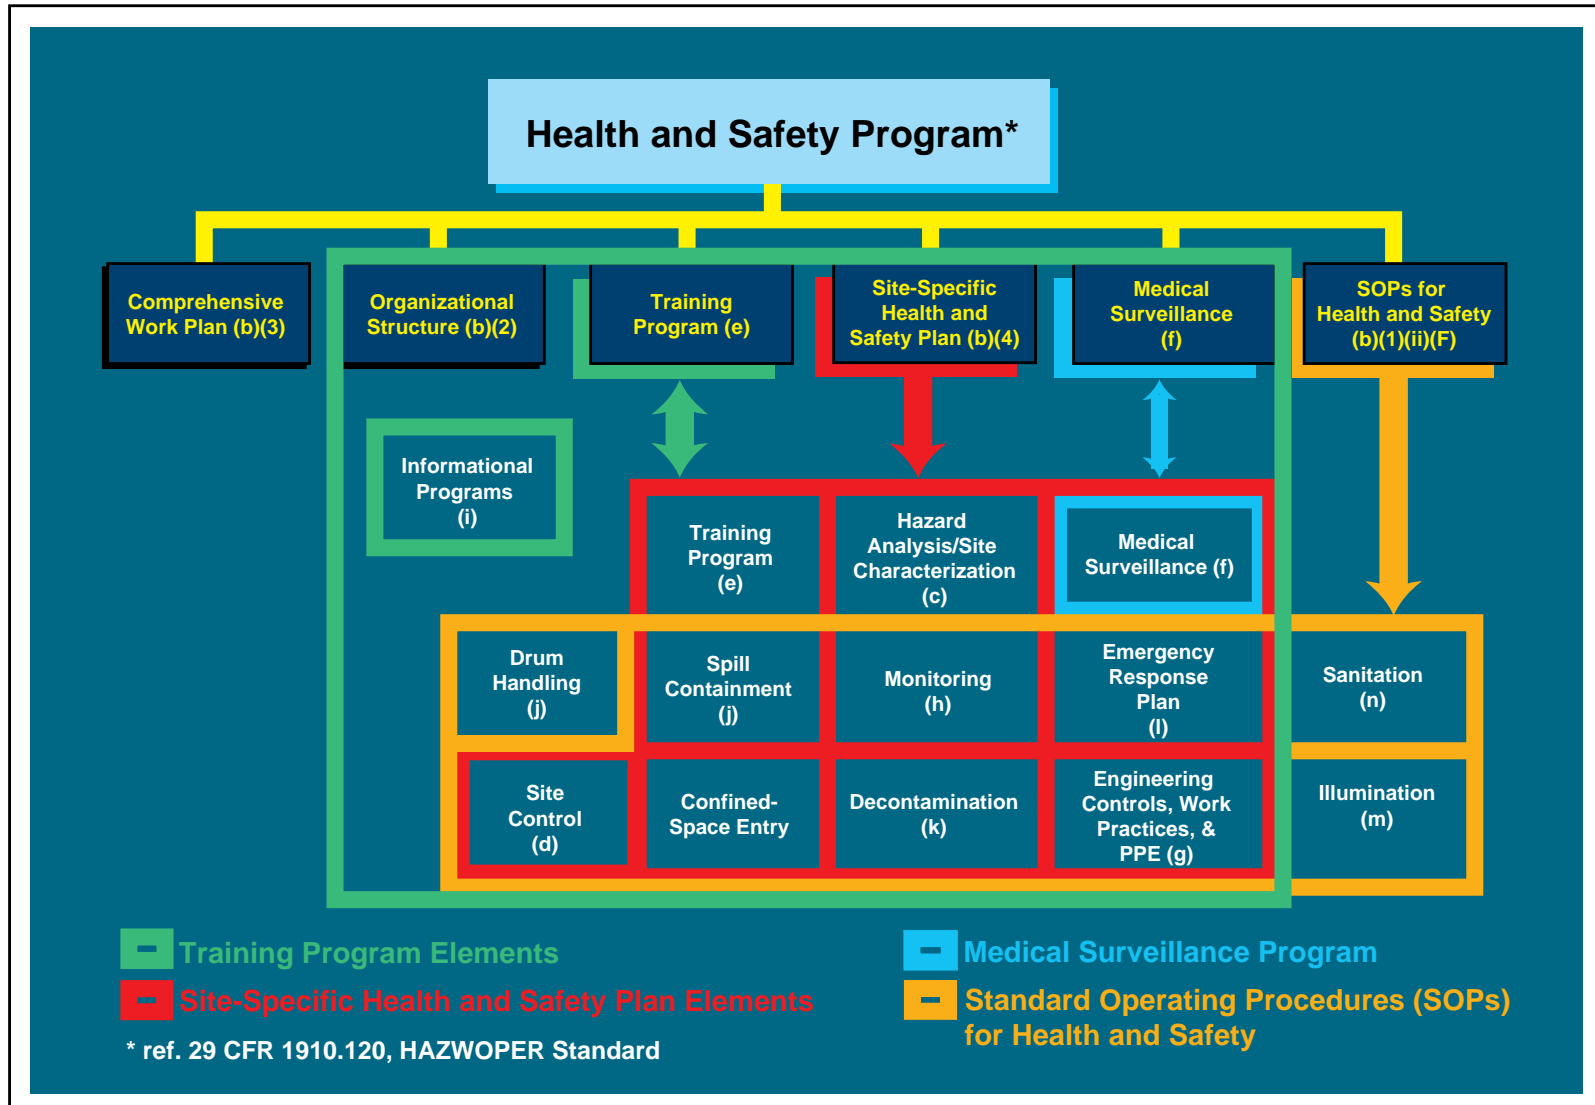 Health and Safety Program*
Comprehensive
Work Plan (b)(3)
Organizational
Structure (b)(2)
Training
Program (e)
Site-Specific
Health and
Safety Plan (b)(4)
Medical
Surveillance
(f)
SOPs for
Health and Safety
(b)(1)(ii)(F)
Informational
Programs
(i)
Training
Program
(e)
Hazard
Analysis/Site
Characterization
(c)
Medical
Surveillance (f)
Drum
Handling
(j)
Spill
Containment
(j)
Monitoring
(h)
Emergency
Response
Plan
(l)
Sanitation
(n)
Site
Control
(d)
Confined-
Space Entry
Decontamination
(k)
Engineering
Controls, Work
Practices, &
PPE (g)
Illumination
(m)
Training Program Elements
Site-Specific Health and Safety Plan Elements
Medical Surveillance Program
Standard Operating Procedures (SOPs)
for Health and Safety
* ref. 29 CFR 1910.120, HAZWOPER Standard